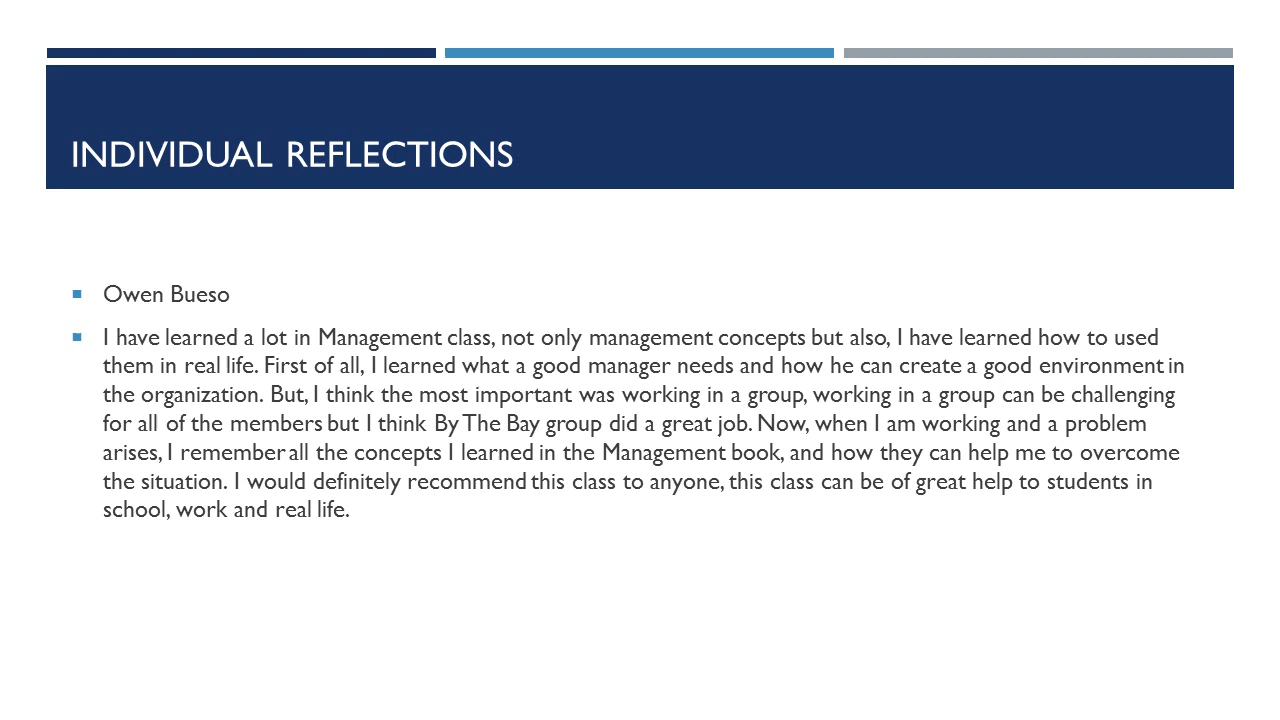 INDIVIDUAL REFLECTIONS
Owen Bueso
I have learned a lot in Management class, not only management concepts but also, I have learned how to used
them in real life. First of all, I learned what a good manager needs and how he can create a good environment in
the organization. But, I think the most important was working in a group, working in a group can be challenging
for all of the members but I think By The Bay group did a great job. Now, when I am working and a problem
arises, I remember all the concepts I learned in the Management book, and how they can help me to overcome
the situation. I would definitely recommend this class to anyone, this class can be of great help to students in
school, work and real life.